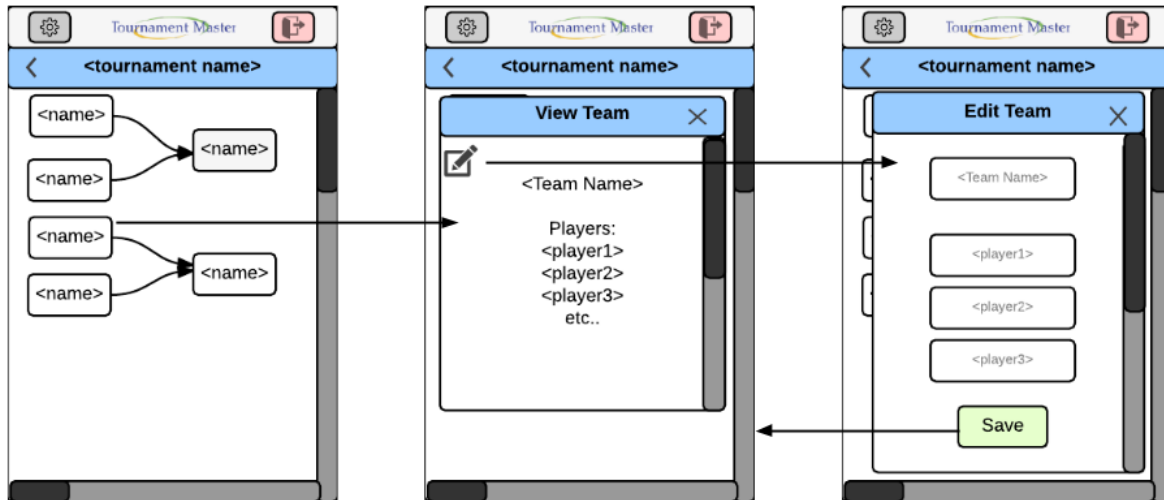 Tournament Master
<tournament name>
<name>
<name>
<name>
<name>
<name>
<name>
Tournament Master
<tournament name>
View Team
<Team Name>
Players:
<player1>
<player2>
<player3>
etc..
Tournament Master
<tournament name>
Edit Team
<Team Name>
<player1>
<player2>
<player3>
Save